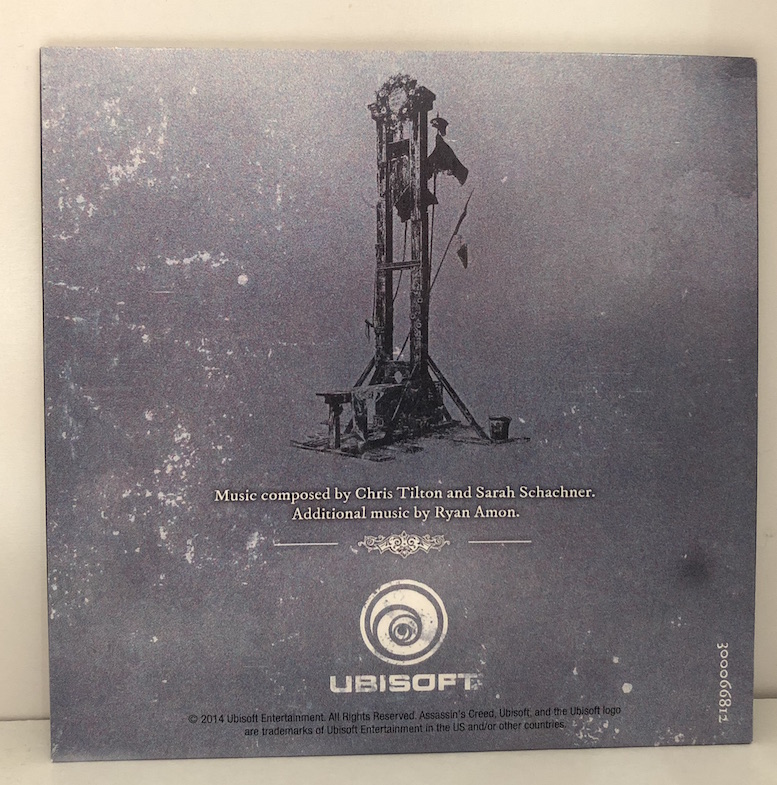 Music composed by Chris Tilton and Sarah Schachner.
Additional music by Ryan Amon.
UBISOFT
© 2014 Ubisoft Entertainment. All Rights Reserved. Assassin's Creed, Ubisoft, and the Ubisoft logo
are trademarks of Ubisoft Entertainment in the US and/or other countries.
300066812